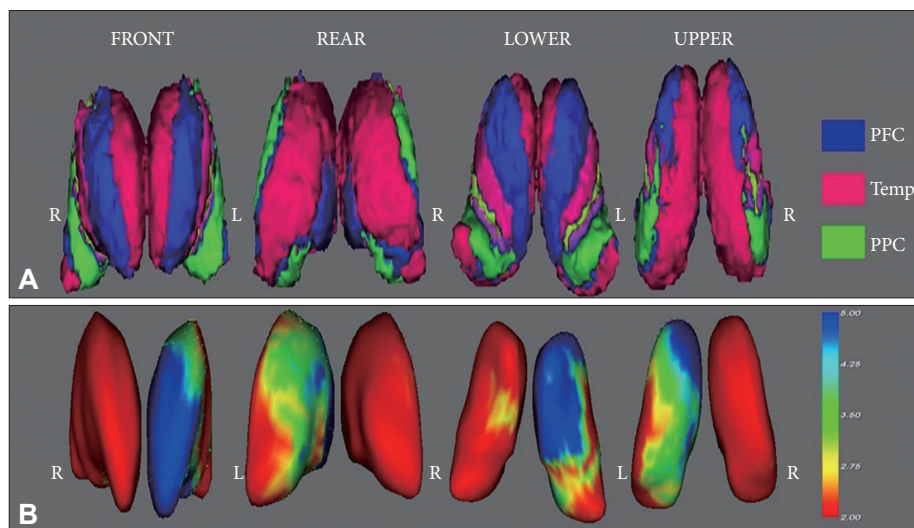 FRONT
REAR
LOWER
UPPER
PFC
Temp
PPC
R
L
R
L
R
A
5.00
4.25
3.50
2.75
2.00
R
L
R
L
R
B